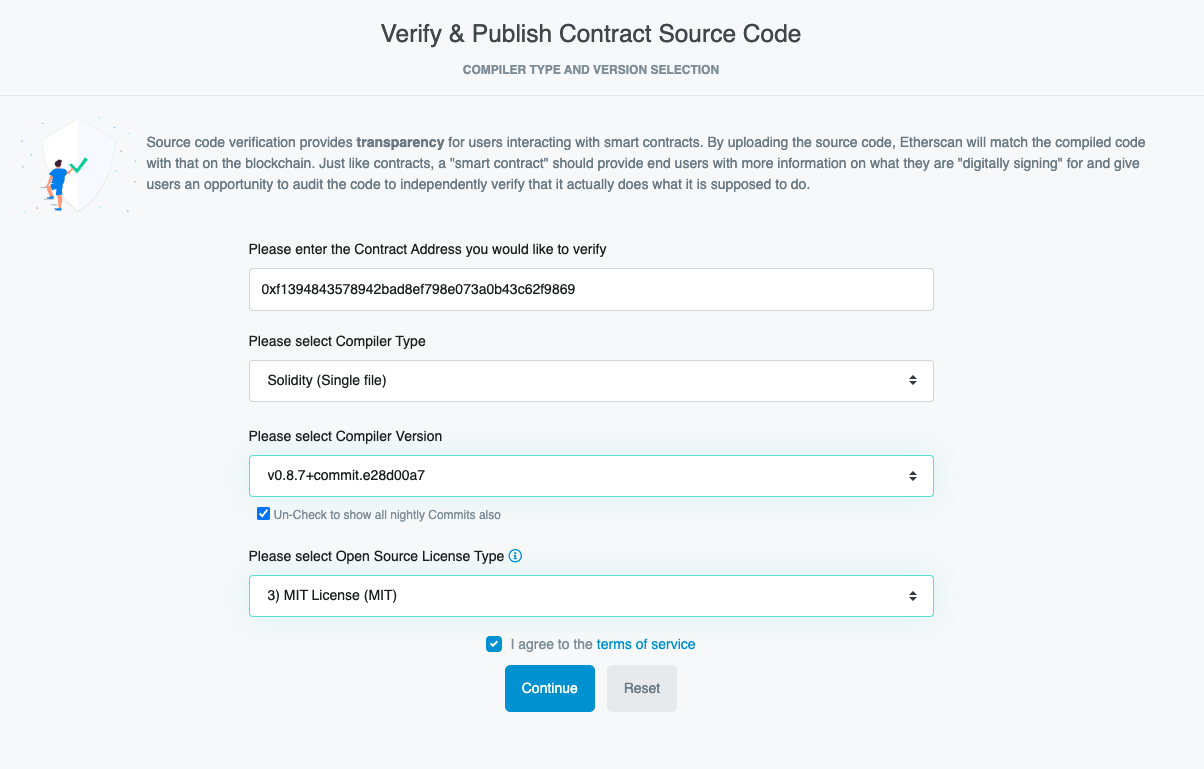 Verify & Publish Contract Source Code
COMPILER TYPE AND VERSION SELECTION
Source code verification provides transparency for users interacting with smart contracts. By uploading the source code, Etherscan will match the compiled code
with that on the blockchain. Just like contracts, a "smart contract" should provide end users with more information on what they are "digitally signing" for and give
users an opportunity to audit the code to independently verify that it actually does what it is supposed to do.
Please enter the Contract Address you would like to verify
0xf1394843578942bad8ef798e073a0b43c62f9869
Please select Compiler Type
Solidity (Single file)
Please select Compiler Version
v0.8.7+commit.e28d00a7
Un-Check to show all nightly Commits also
Please select Open Source License Type
3) MIT License (MIT)
I agree to the terms of service
Continue Reset